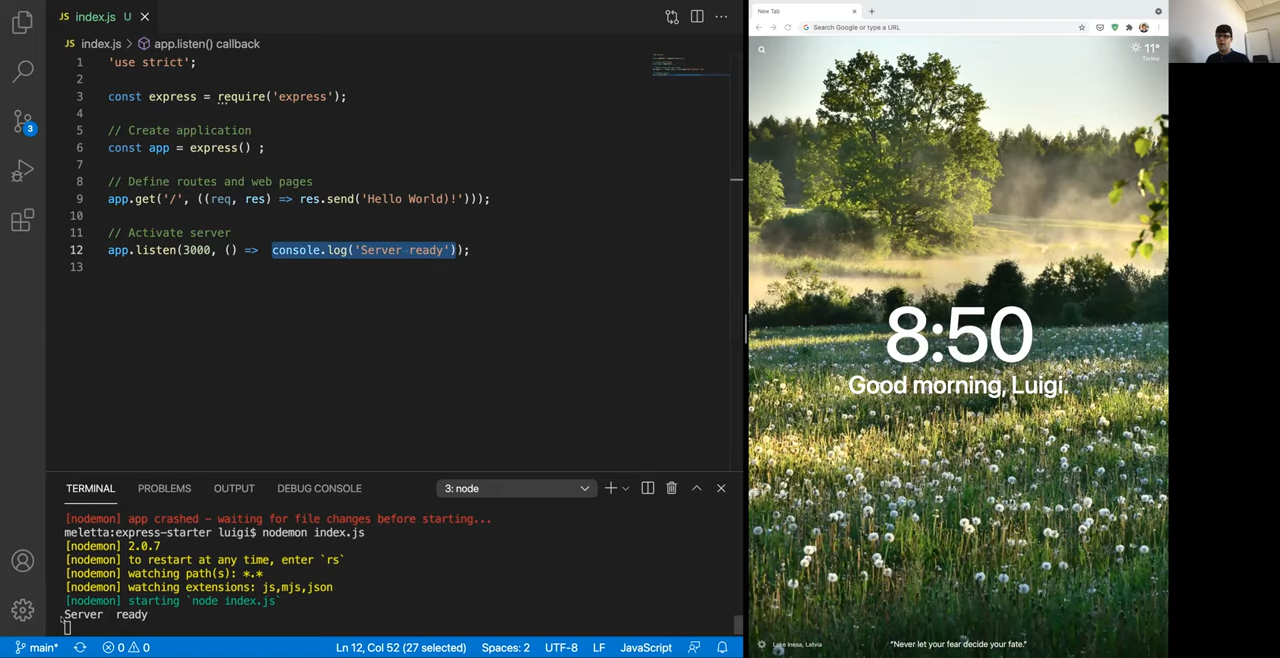 index.js U
index.js > app.listen() callback
1 'use strict';
2
3 const express = require('express');
4
5 // Create application
6 const app = express() ;
7
8 // Define routes and web pages
9 app.get('/', ((req, res) => res.send('Hello World)!')));
10
11 // Activate server
12 app.listen(3000, () =>  console.log('Server ready'));
13
TERMINAL PROBLEMS OUTPUT DEBUG CONSOLE 3: node
[nodemon] app crashed - waiting for file changes before starting...
meletta:express-starter luigi$ nodemon index.js
[nodemon] 2.0.7
[nodemon] to restart at any time, enter `rs`
[nodemon] watching path(s): *.*
[nodemon] watching extensions: js,mjs,json
[nodemon] starting `node index.js`
Server  ready
main* 0 0 Ln 12, Col 52 (27 selected) Spaces: 2 UTF-8 LF JavaScript
3
JS
JS
New Tab
Search Google or type a URL
11°
Torino
8:50
Good morning, Luigi.
Lake Inesa, Latvia
"Never let your fear decide your fate."